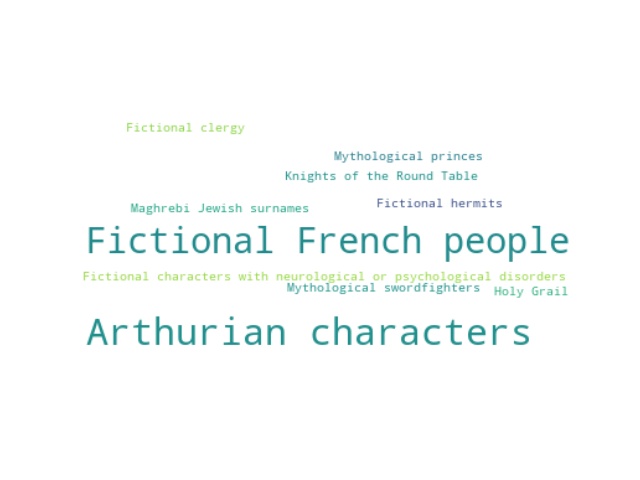 Fictional clergy
Mythological princes
Knights of the Round Table
Fictional hermits
Maghrebi Jewish surnames
Fictional French people
Fictional characters with neurological or psychological disorders
Mythological swordfighters
Holy Grail
Arthurian characters